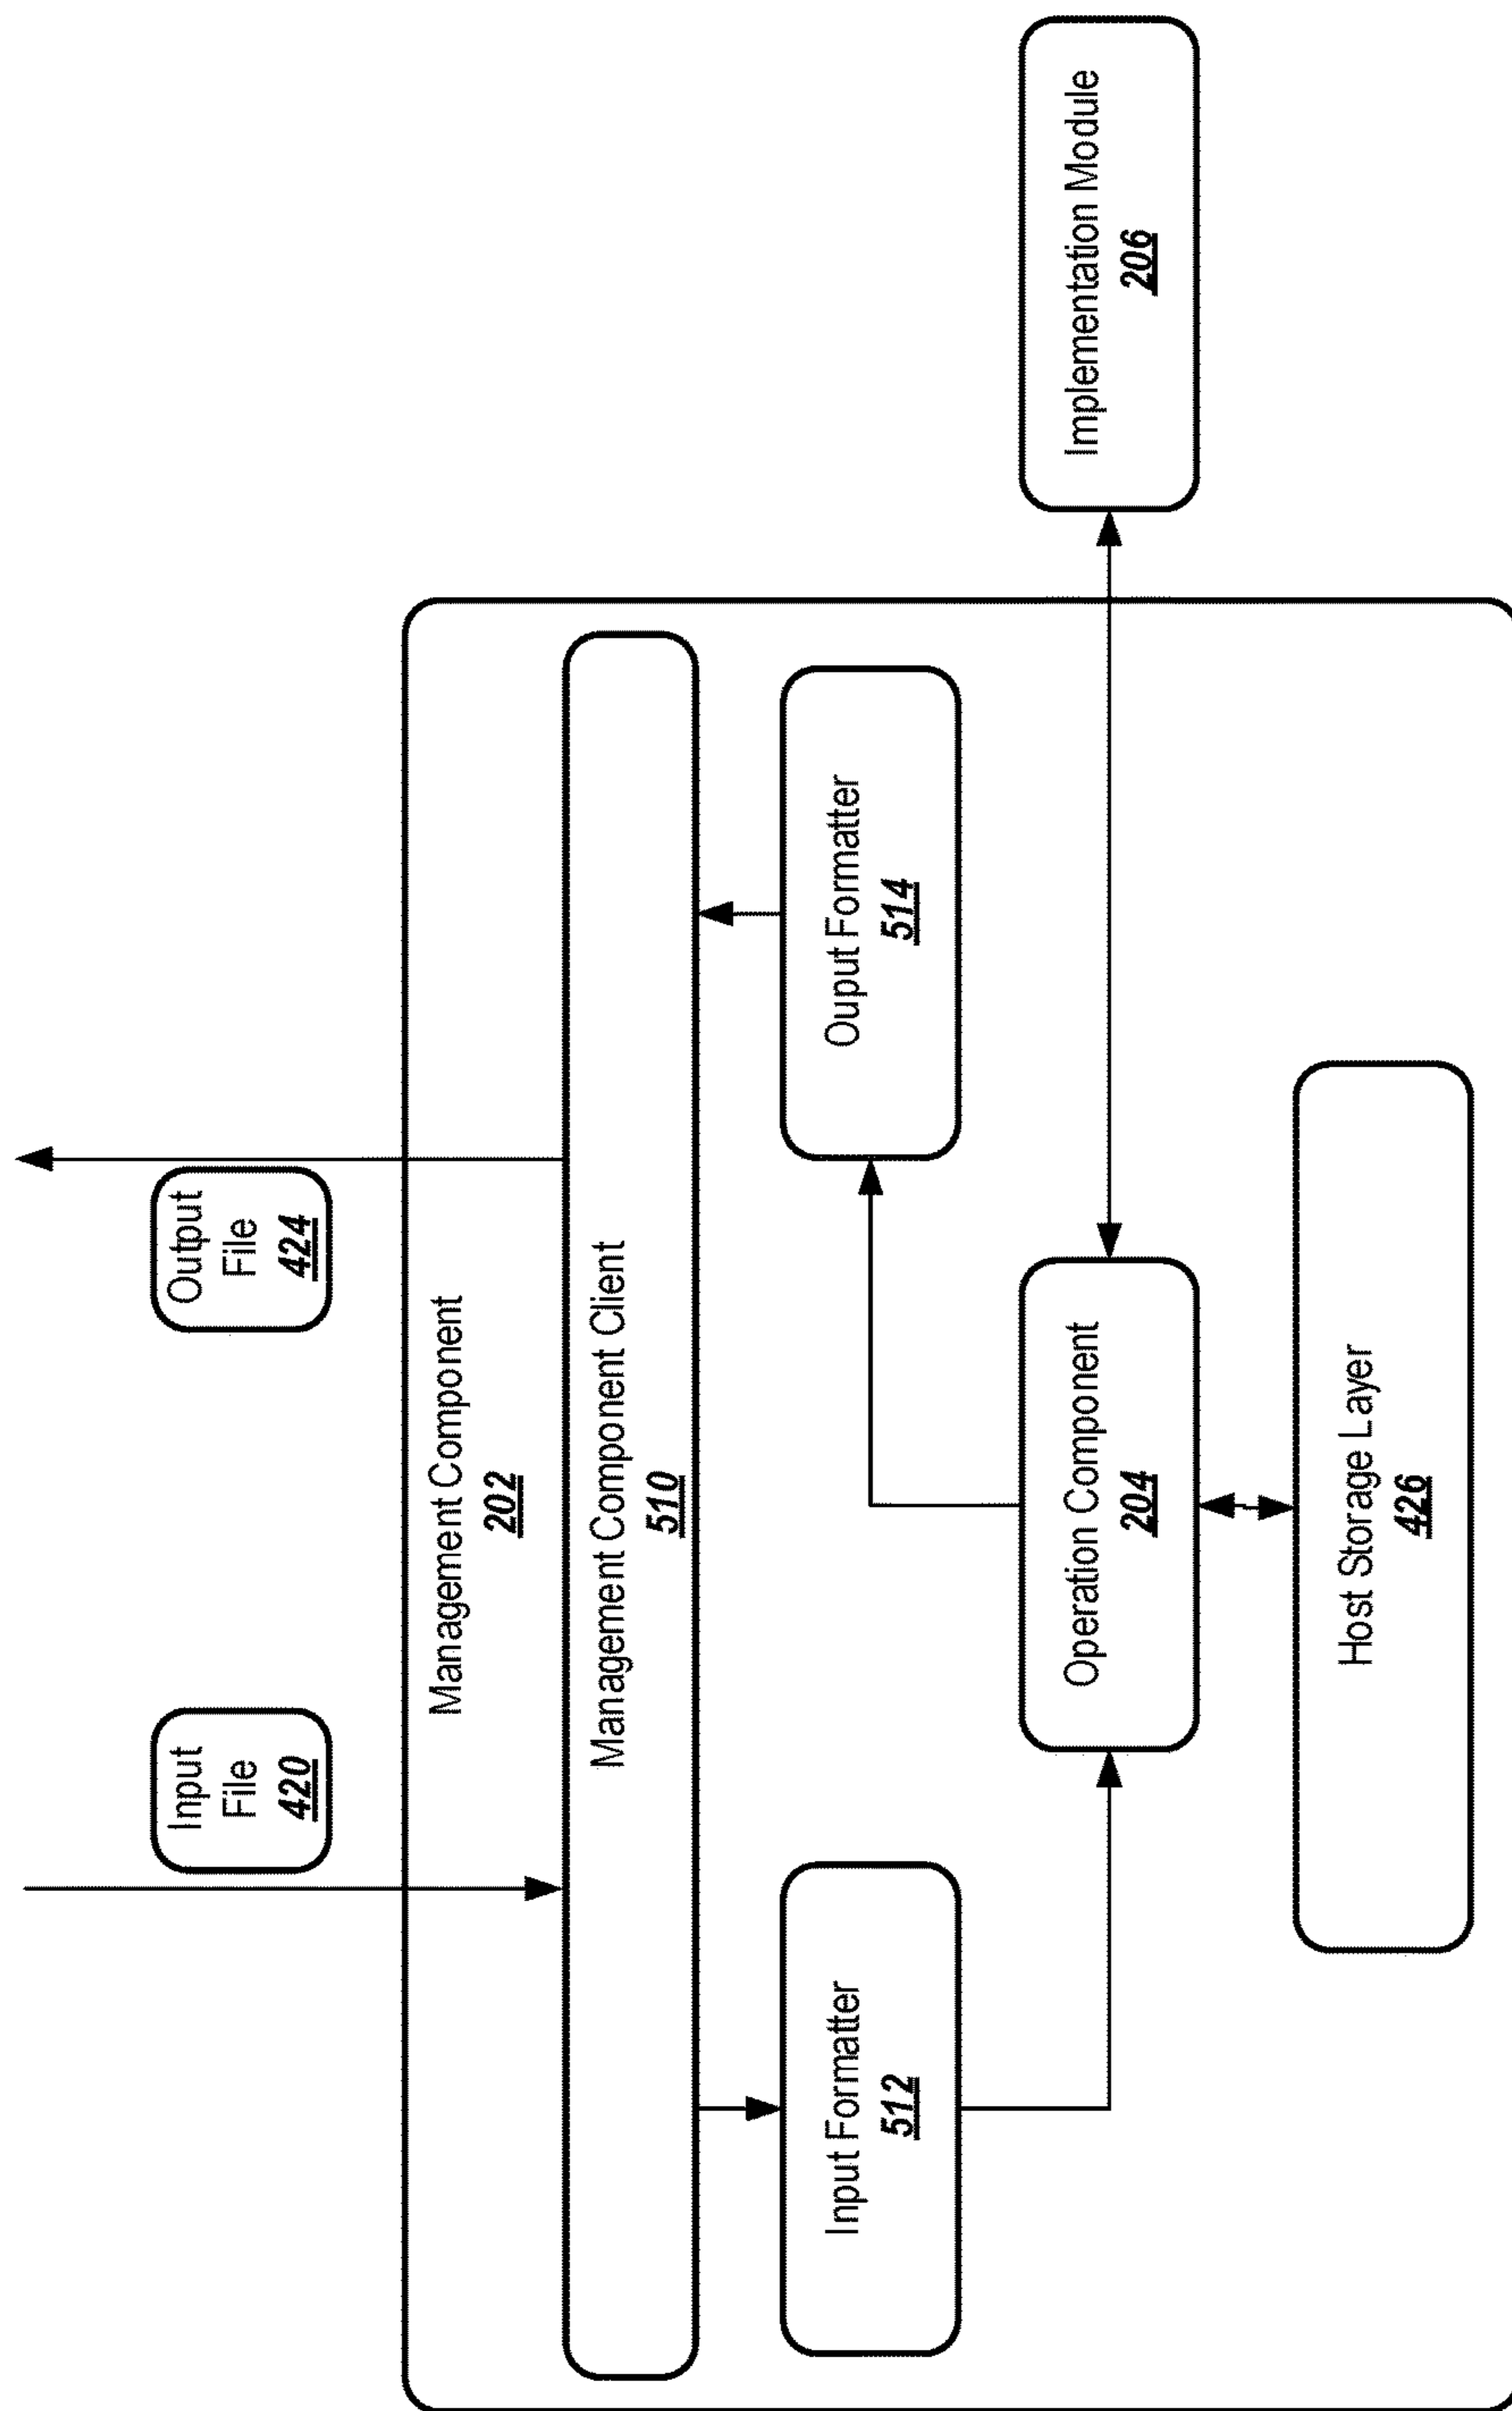 Input
File
420
Output
File
424
Management Component
202
Management Component Client
510
Input Formatter
512
Ouput Formatter
514
Operation Component
204
Implementation Module
206
Host Storage Layer
426